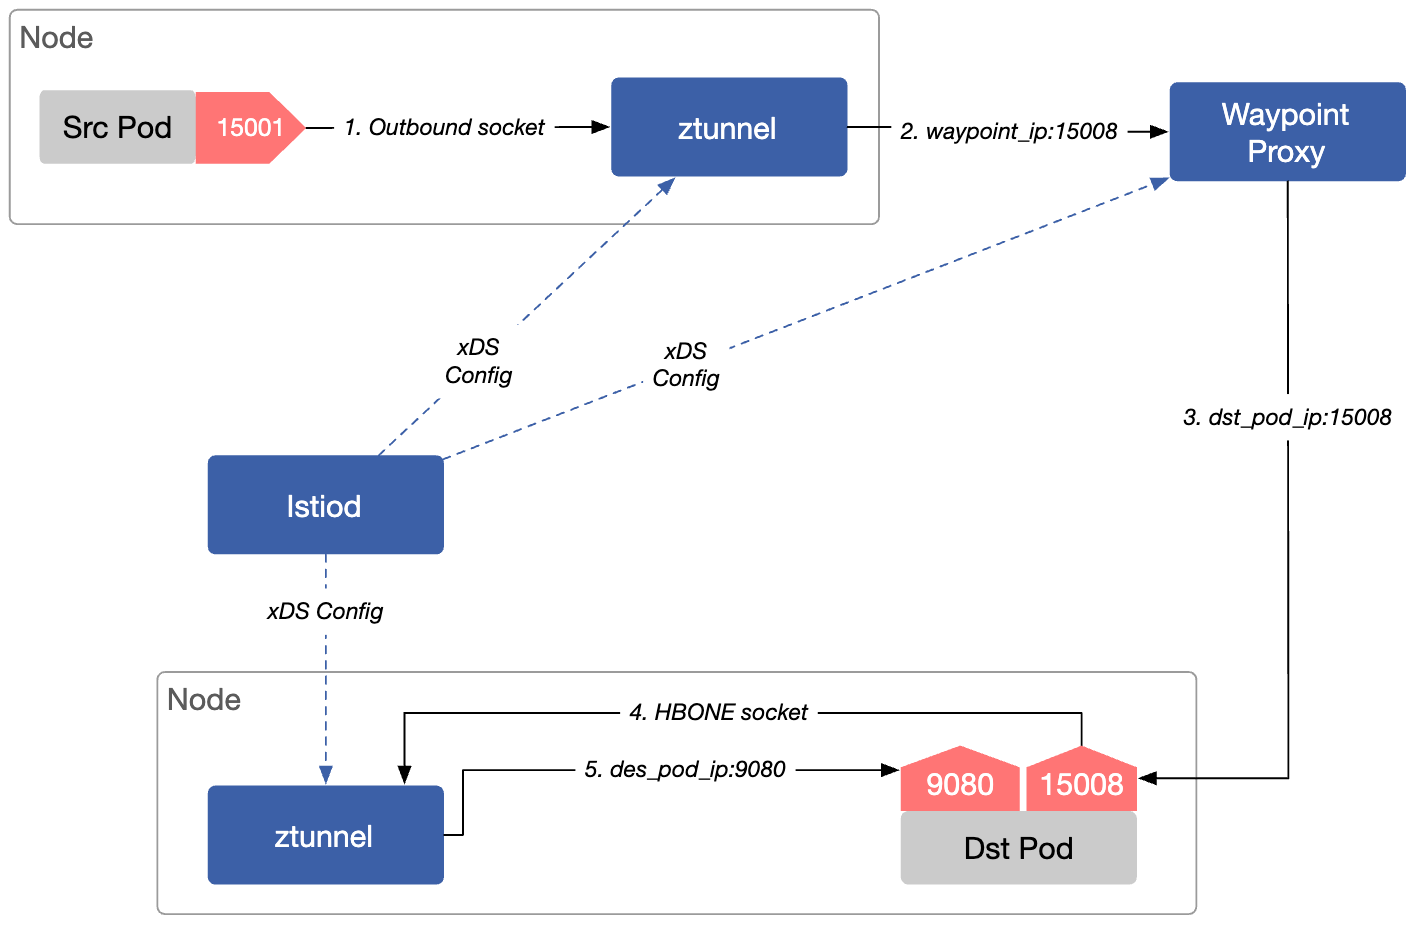 Node
Src Pod
15001
1. Outbound socket
ztunnel
2. waypoint_ip:15008
Waypoint
Proxy
xDS
Config
xDS
Config
3. dst_pod_ip:15008
Istiod
xDS Config
Node
4. HBONE socket
5. des_pod_ip:9080
9080
15008
ztunnel
Dst Pod